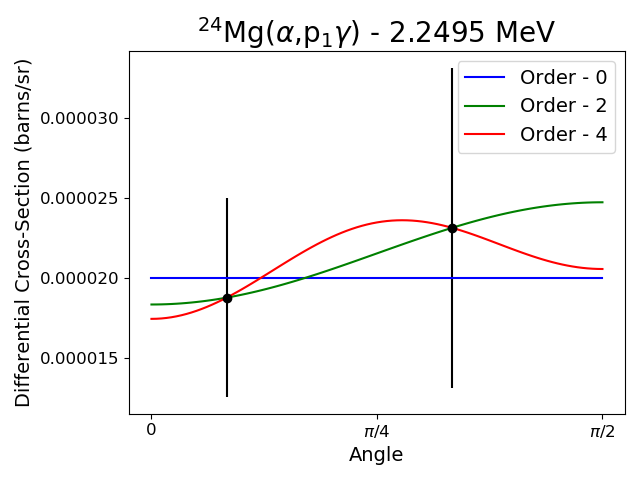 ²⁴Mg(α,p₁γ) - 2.2495 MeV
Differential Cross-Section (barns/sr)
0.000030
0.000025
0.000020
0.000015
Order - 0
Order - 2
Order - 4
0
π/4
π/2
Angle